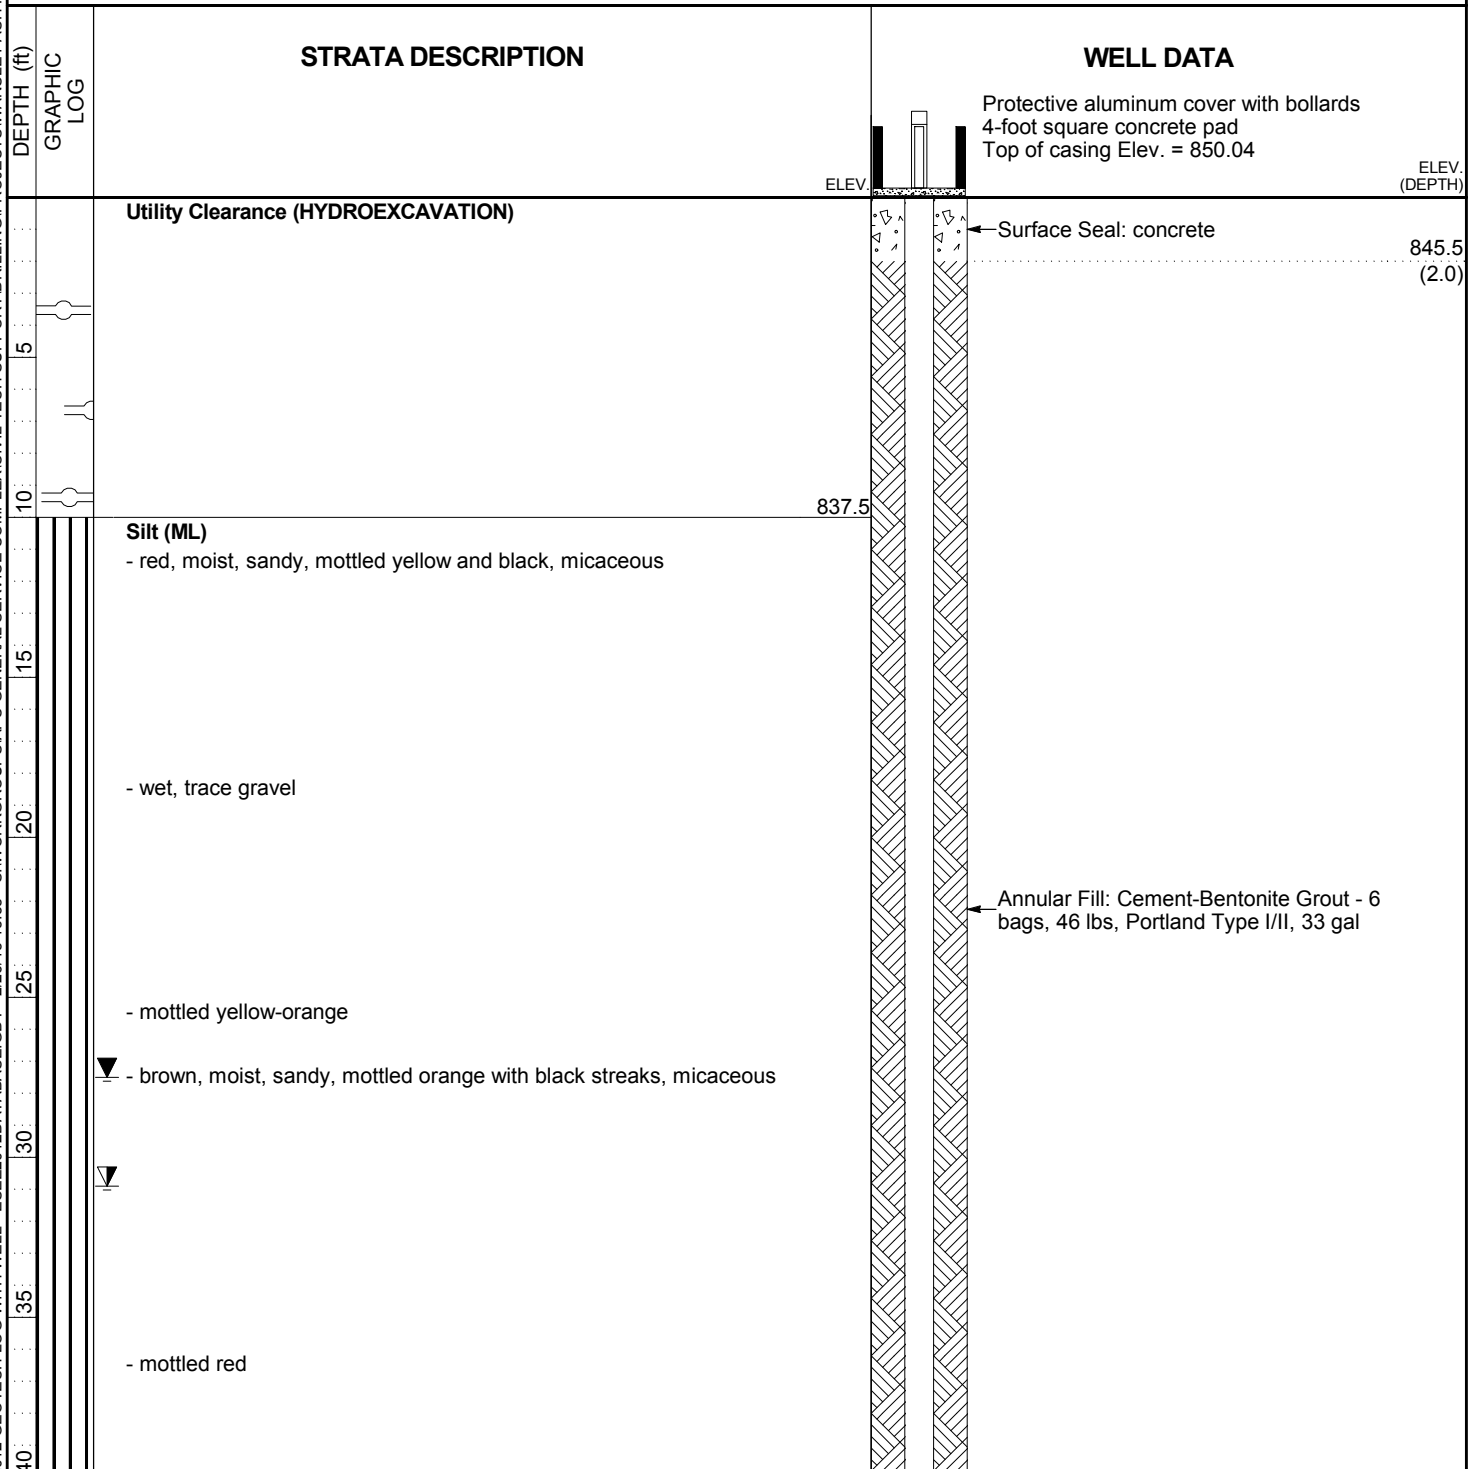 DEPTH (ft)
GRAPHIC
LOG
STRATA DESCRIPTION
ELEV.
WELL DATA
Protective aluminum cover with bollards
4-foot square concrete pad
Top of casing Elev. = 850.04
ELEV.
(DEPTH)
Utility Clearance (HYDROEXCAVATION)
Surface Seal: concrete
845.5
(2.0)
5
10
837.5
Silt (ML)
- red, moist, sandy, mottled yellow and black, micaceous
15
- wet, trace gravel
20
Annular Fill: Cement-Bentonite Grout - 6
bags, 46 lbs, Portland Type I/II, 33 gal
25
- mottled yellow-orange
- brown, moist, sandy, mottled orange with black streaks, micaceous
30
35
- mottled red
40